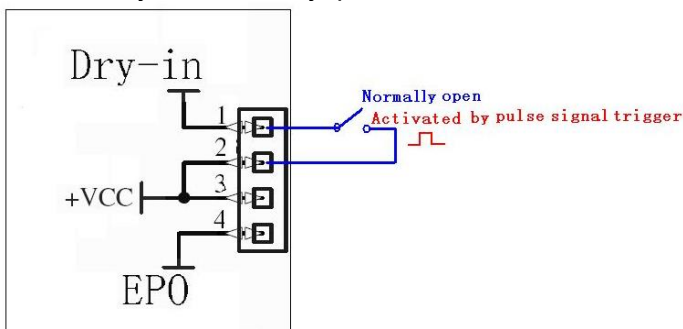 Dry-in
Normally open
1
Activated by pulse signal trigger
2
+VCC
3
4
EPO